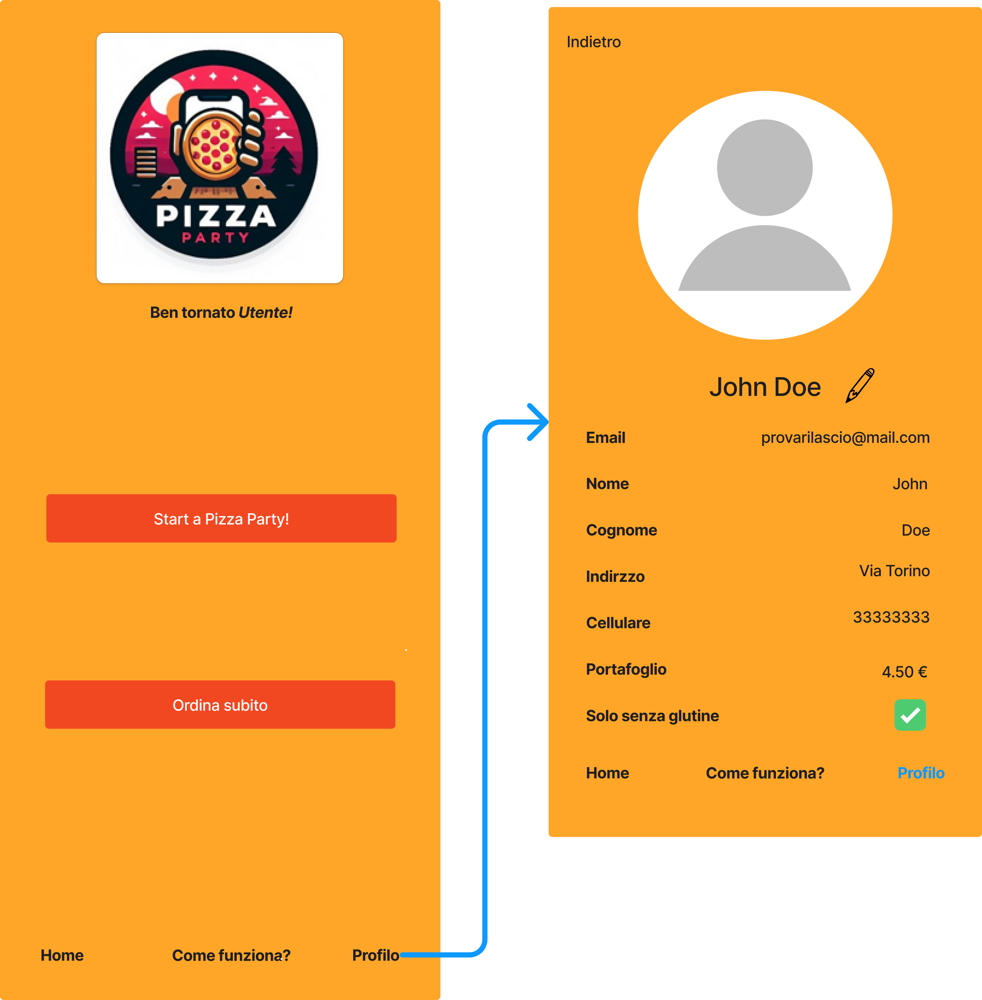 PIZZA
PARTY
Ben tornato Utente!
Start a Pizza Party!
Ordina subito
Home Come funziona? Profilo
Indietro
John Doe
Email provarilascio@mail.com
Nome John
Cognome Doe
Indirzzo Via Torino
Cellulare 33333333
Portafoglio 4.50 €
Solo senza glutine
Home Come funziona? Profilo